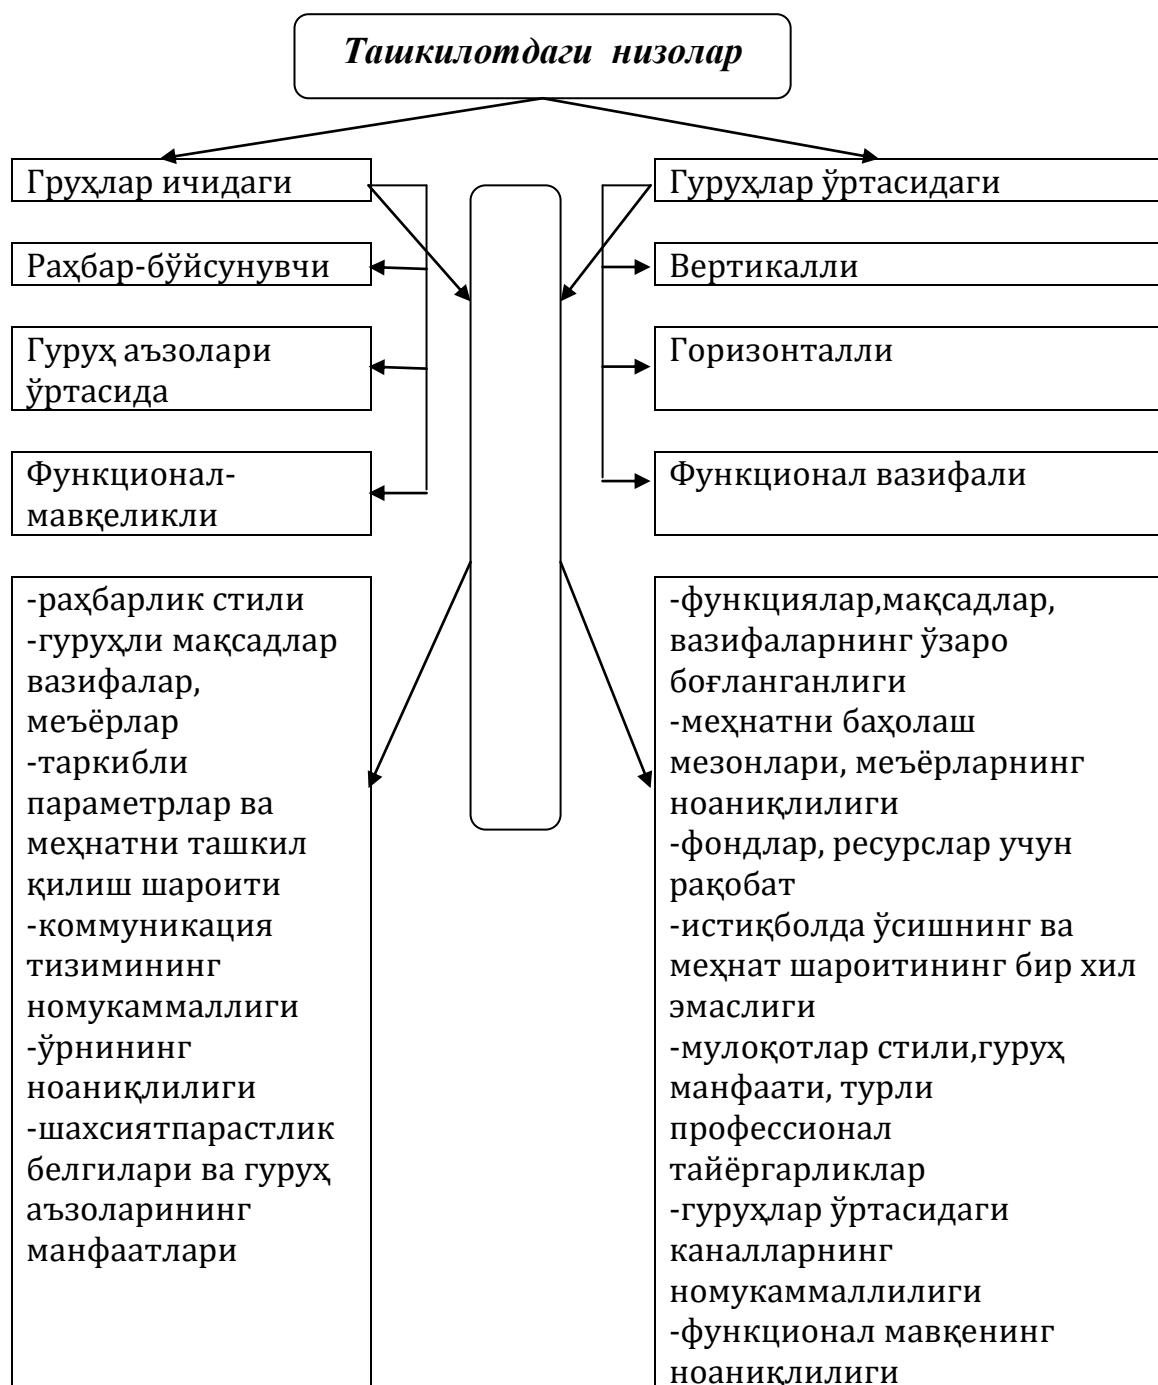 Ташкилотдаги низолар
Груҳлар ичидаги
Гуруҳлар ўртасидаги
Раҳбар-бўйсунувчи
Вертикалли
Гуруҳ аъзолари
ўртасида
Горизонталли
Функционал-
мавқеликли
Функционал вазифали
-раҳбарлик стили
-гуруҳли мақсадлар
вазифалар,
меъёрлар
-таркибли
параметрлар ва
меҳнатни ташкил
қилиш шароити
-коммуникация
тизимининг
номукаммаллиги
-ўрнининг
ноаниқлилиги
-шахсиятпарастлик
белгилари ва гуруҳ
аъзоларининг
манфаатлари
-функциялар,мақсадлар,
вазифаларнинг ўзаро
боғланганлиги
-меҳнатни баҳолаш
мезонлари, меъёрларнинг
ноаниқлилиги
-фондлар, ресурслар учун
рақобат
-истиқболда ўсишнинг ва
меҳнат шароитининг бир хил
эмаслиги
-мулоқотлар стили,гуруҳ
манфаати, турли
профессионал
тайёргарликлар
-гуруҳлар ўртасидаги
каналларнинг
номукаммаллилиги
-функционал мавқенинг
ноаниқлилиги